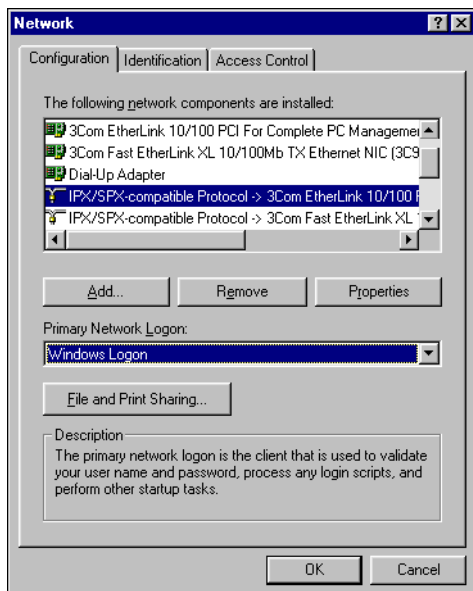 Network
Configuration Identification Access Control
The following network components are installed:
3Com EtherLink 10/100 PCI For Complete PC Managemer
3Com Fast EtherLink XL 10/100Mb TX Ethernet NIC (3C9
Dial-Up Adapter
IPX/SPX-compatible Protocol -> 3Com EtherLink 10/100 F
IPX/SPX-compatible Protocol -> 3Com Fast EtherLink XL
Add... Remove Properties
Primary Network Logon:
Windows Logon
File and Print Sharing...
Description
The primary network logon is the client that is used to validate
your user name and password, process any login scripts, and
perform other startup tasks.
OK Cancel